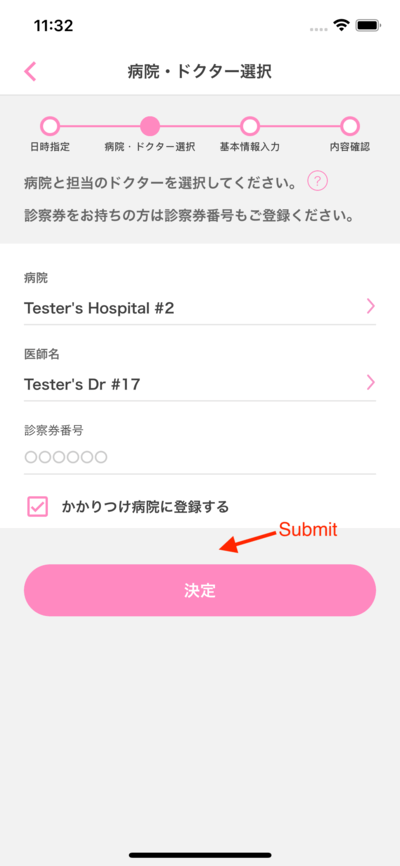 11:32
病院・ドクター選択
日時指定 病院・ドクター選択 基本情報入力 内容確認
病院と担当のドクターを選択してください。 ?
診察券をお持ちの方は診察券番号もご登録ください。
病院
Tester's Hospital #2
医師名
Tester's Dr #17
診察券番号
○○○○○○
かかりつけ病院に登録する
Submit
決定